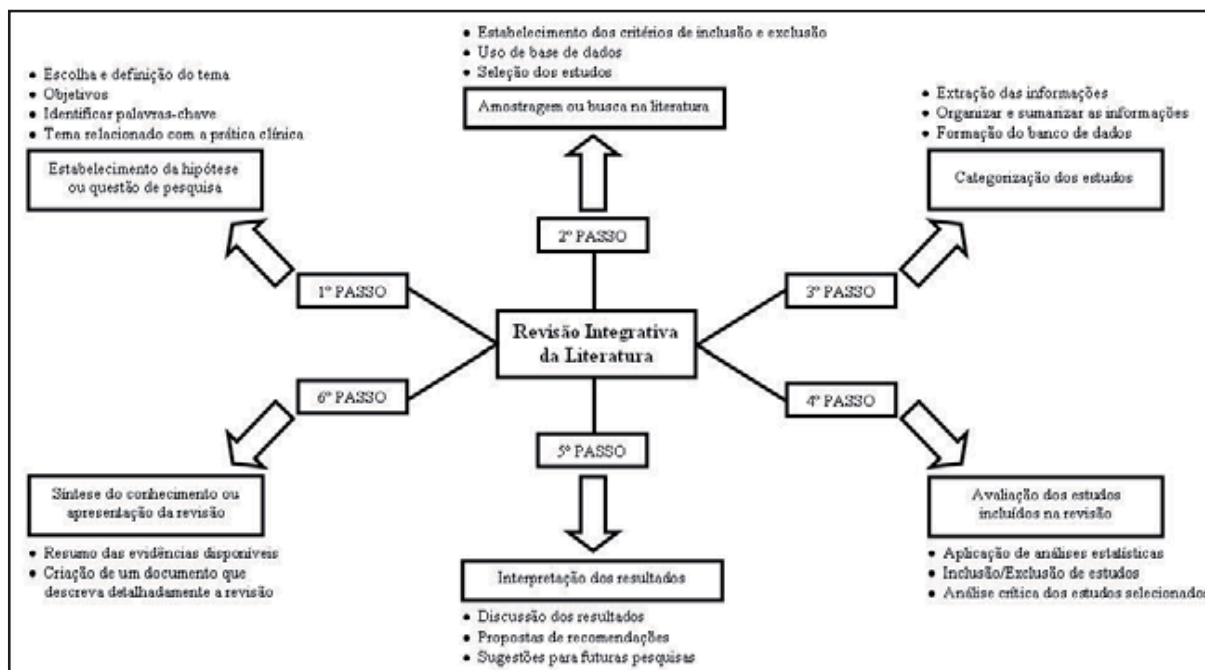 • Escolha e definição do tema
• Objetivos
• Identificar palavras-chave
• Tema relacionado com a prática clínica
Estabelecimento da hipótese
ou questão de pesquisa
1º PASSO
• Estabelecimento dos critérios de inclusão e exclusão
• Uso de base de dados
• Seleção dos estudos
Amostragem ou busca na literatura
2º PASSO
• Extração das informações
• Organizar e sumarizar as informações
• Formação do banco de dados
Categorização dos estudos
3º PASSO
Revisão Integrativa
da Literatura
4º PASSO
Avaliação dos estudos
incluídos na revisão
• Aplicação de análises estatísticas
• Inclusão/Exclusão de estudos
• Análise crítica dos estudos selecionados
5º PASSO
Interpretação dos resultados
• Discussão dos resultados
• Propostas de recomendações
• Sugestões para futuras pesquisas
6º PASSO
Síntese do conhecimento ou
apresentação da revisão
• Resumo das evidências disponíveis
• Criação de um documento que
descreva detalhadamente a revisão